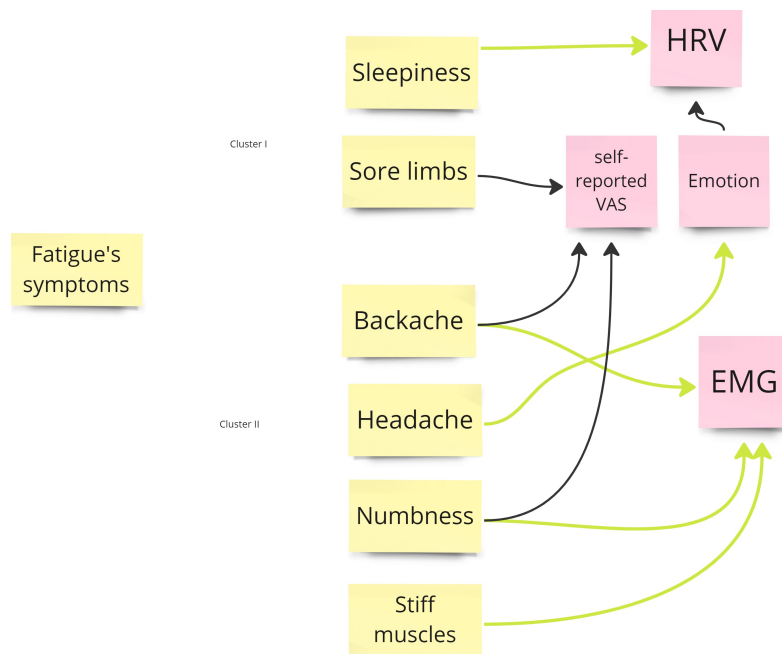 HRV
Sleepiness
Cluster I
Sore limbs
self-
reported
VAS
Emotion
Fatigue's
symptoms
Backache
EMG
Headache
Cluster II
Numbness
Stiff
muscles